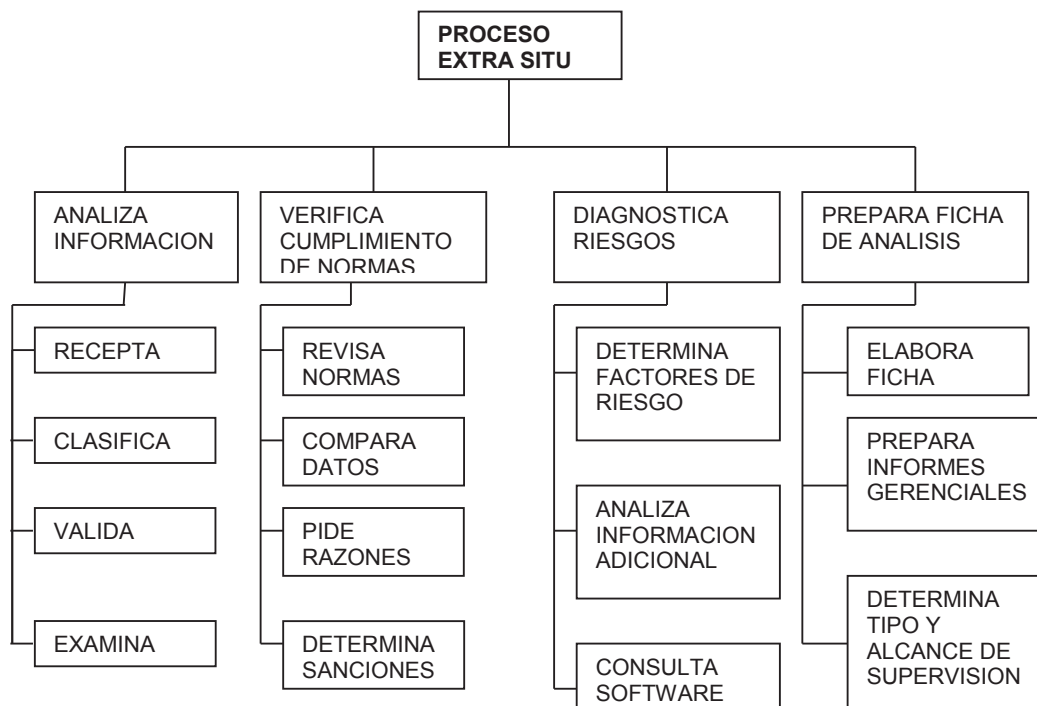 PROCESO
EXTRA SITU
ANALIZA
INFORMACION
VERIFICA
CUMPLIMIENTO
DE NORMAS
DIAGNOSTICA
RIESGOS
PREPARA FICHA
DE ANALISIS
RECEPTA
CLASIFICA
VALIDA
EXAMINA
REVISA
NORMAS
COMPARA
DATOS
PIDE
RAZONES
DETERMINA
SANCIONES
DETERMINA
FACTORES DE
RIESGO
ANALIZA
INFORMACION
ADICIONAL
CONSULTA
SOFTWARE
ELABORA
FICHA
PREPARA
INFORMES
GERENCIALES
DETERMINA
TIPO Y
ALCANCE DE
SUPERVISION